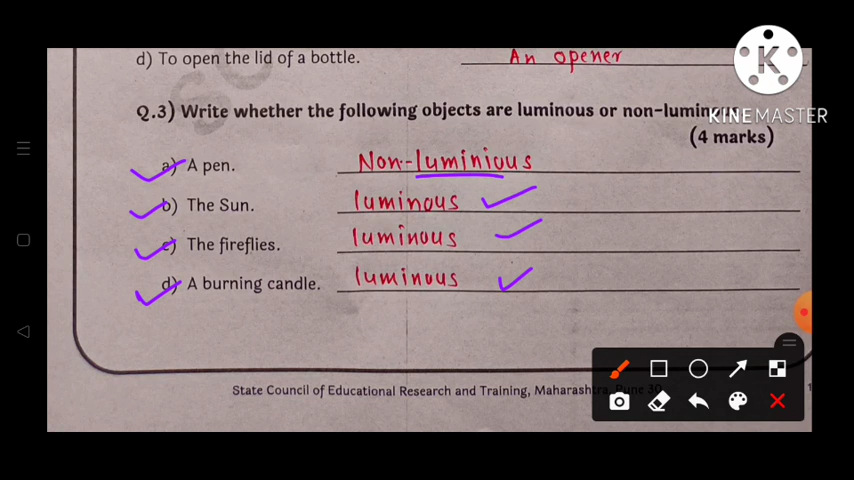 d) To open the lid of a bottle. An opener
Q.3) Write whether the following objects are luminous or non-luminous
(4 marks)
a) A pen. Non-luminious
b) The Sun. luminous
c) The fireflies. luminous
d) A burning candle. luminous
State Council of Educational Research and Training, Maharashtra, Pune 30
K
KINEMASTER